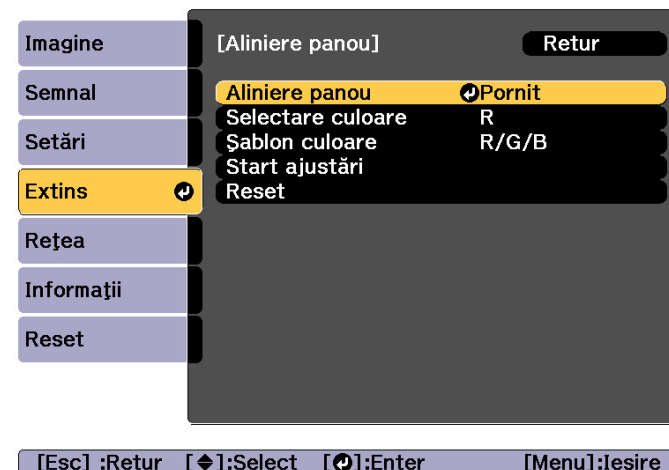 Imagine
Semnal
Setări
Extins
Reţea
Informaţii
Reset
[Aliniere panou] Retur
Aliniere panou Pornit
Selectare culoare R
Şablon culoare R/G/B
Start ajustări
Reset
[Esc] :Retur [ ]:Select [ ]:Enter [Menu]:Iesire